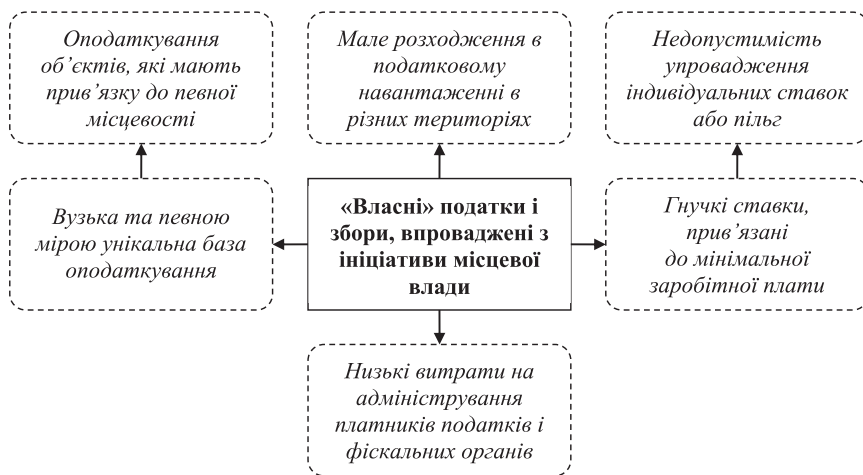 Оподаткування
об’єктів, які мають
прив’язку до певної
місцевості
Мале розходження в
податковому
навантаженні в
різних територіях
Недопустимість
упровадження
індивідуальних ставок
або пільг
Вузька та певною
мірою унікальна база
оподаткування
«Власні» податки і
збори, впроваджені з
ініціативи місцевої
влади
Гнучкі ставки,
прив’язані
до мінімальної
заробітної плати
Низькі витрати на
адміністрування
платників податків і
фіскальних органів